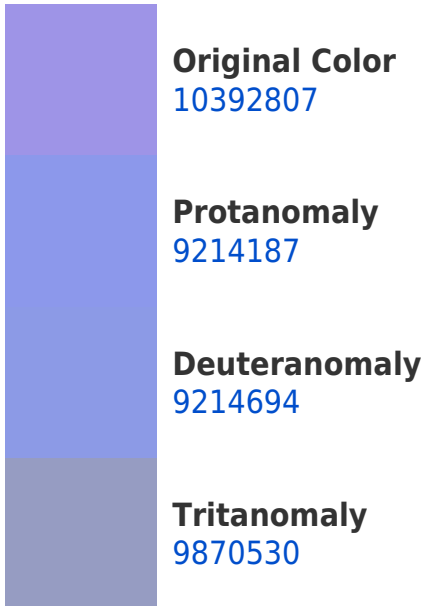 Original Color
10392807
Protanomaly
9214187
Deuteranomaly
9214694
Tritanomaly
9870530